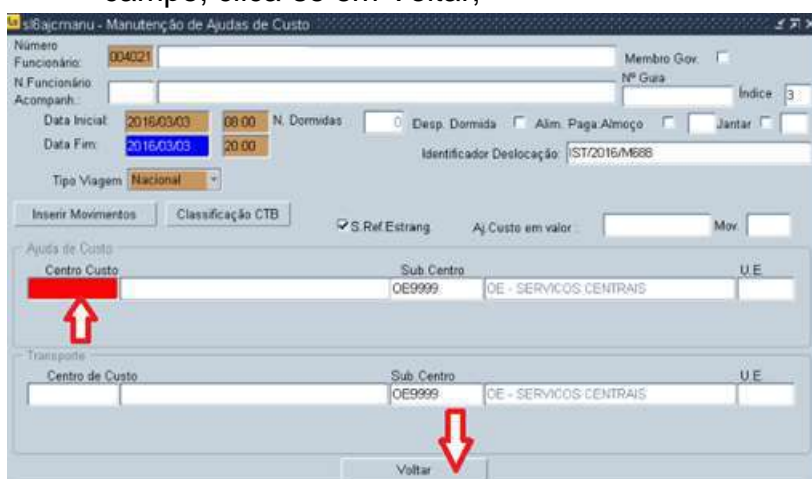 campo, clica-se em Voltar;
sl6ajcmanu - Manutenção de Ajudas de Custo
Número Funcionário: 004021 Membro Gov.
N.Funcionário Acompanh.: Nº Guia Índice 3
Data Inicial: 2016/03/03 08:00 N. Dormidas 0 Desp. Dormida Alim. Paga:Almoço Jantar
Data Fim: 2016/03/03 20:00 Identificador Deslocação: IST/2016/M688
Tipo Viagem Nacional
Inserir Movimentos Classificação CTB S.Ref.Estrang. Aj.Custo em valor : Mov.
Ajuda de Custo
Centro Custo Sub. Centro U.E.
OE9999 OE - SERVICOS CENTRAIS
Transporte
Centro de Custo Sub. Centro U.E.
OE9999 OE - SERVICOS CENTRAIS
Voltar